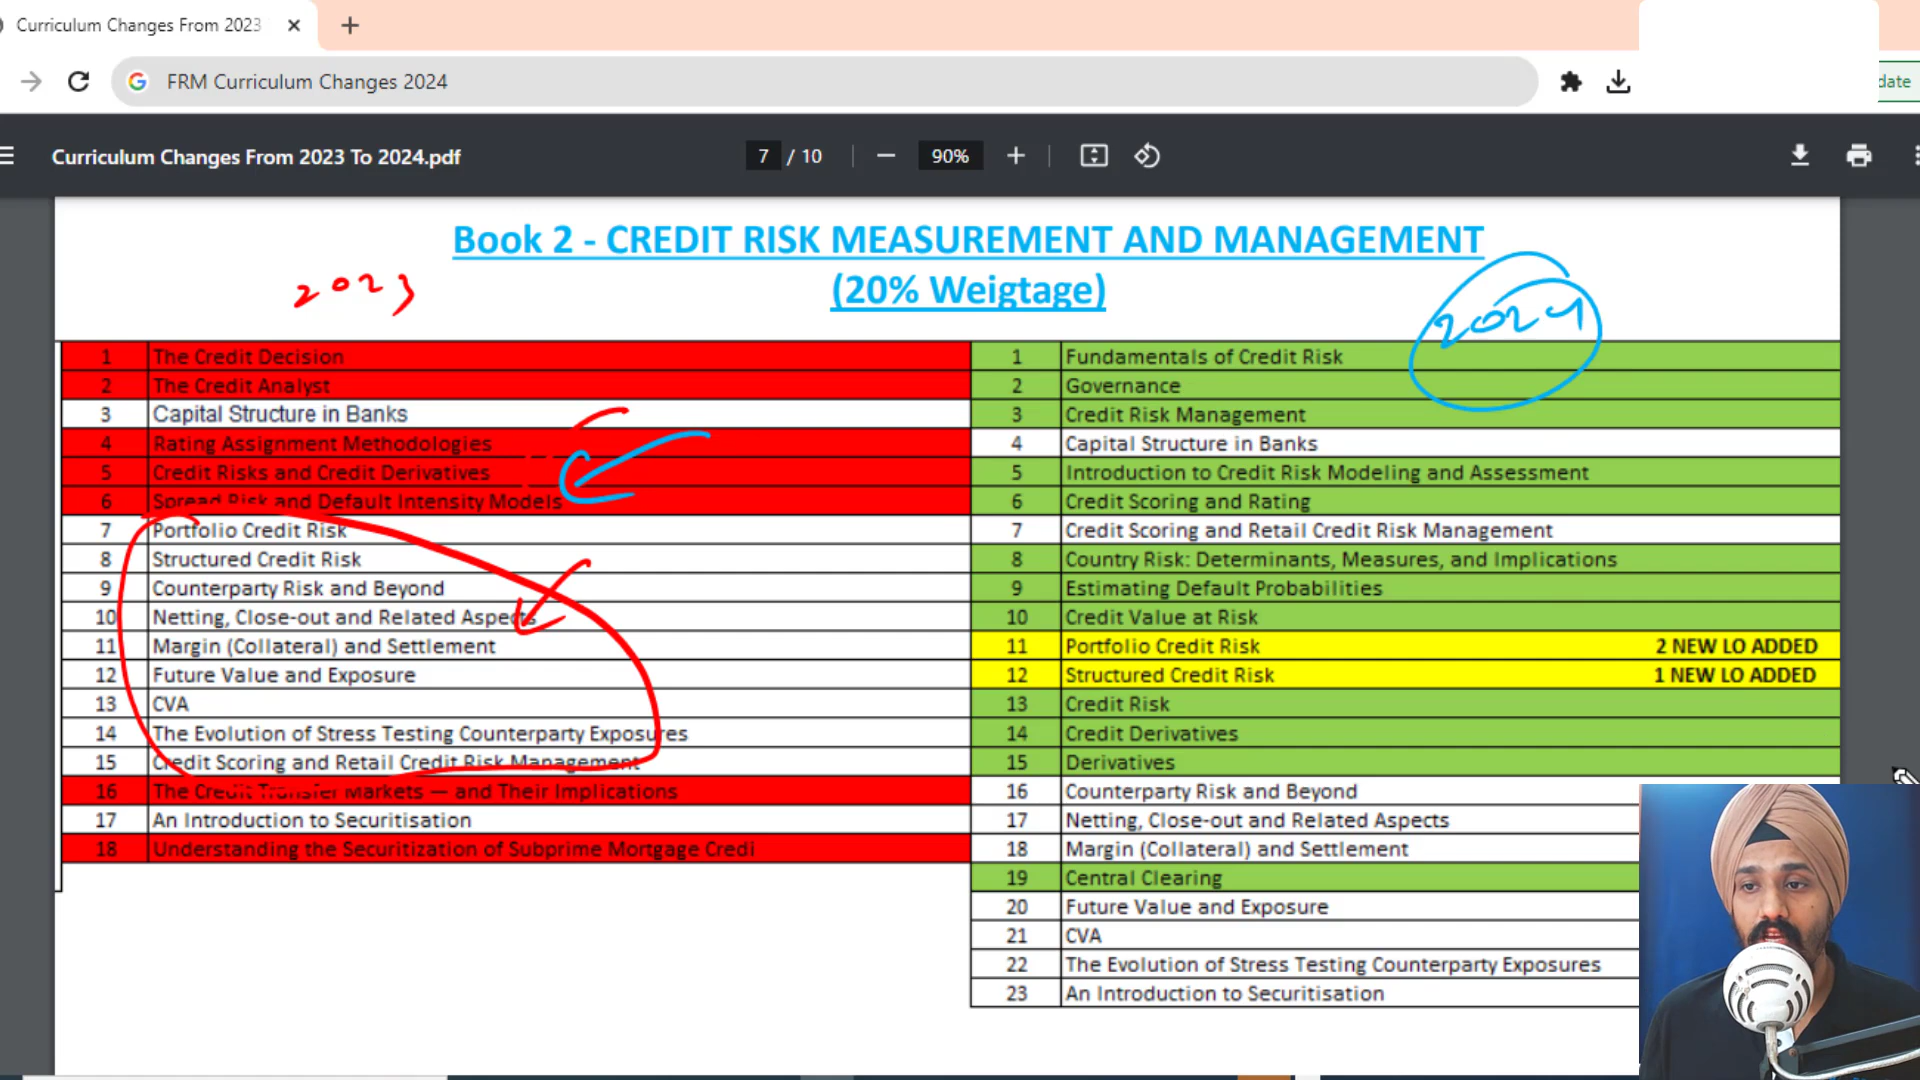 Curriculum Changes From 2023
FRM Curriculum Changes 2024
date
Curriculum Changes From 2023 To 2024.pdf
7 / 10
90%
Book 2 - CREDIT RISK MEASUREMENT AND MANAGEMENT
(20% Weigtage)
2023
2024
1 The Credit Decision
2 The Credit Analyst
3 Capital Structure in Banks
4 Rating Assignment Methodologies
5 Credit Risks and Credit Derivatives
6 Spread Risk and Default Intensity Models
7 Portfolio Credit Risk
8 Structured Credit Risk
9 Counterparty Risk and Beyond
10 Netting, Close-out and Related Aspects
11 Margin (Collateral) and Settlement
12 Future Value and Exposure
13 CVA
14 The Evolution of Stress Testing Counterparty Exposures
15 Credit Scoring and Retail Credit Risk Management
16 The Credit Transfer Markets — and Their Implications
17 An Introduction to Securitisation
18 Understanding the Securitization of Subprime Mortgage Credi
1 Fundamentals of Credit Risk
2 Governance
3 Credit Risk Management
4 Capital Structure in Banks
5 Introduction to Credit Risk Modeling and Assessment
6 Credit Scoring and Rating
7 Credit Scoring and Retail Credit Risk Management
8 Country Risk: Determinants, Measures, and Implications
9 Estimating Default Probabilities
10 Credit Value at Risk
11 Portfolio Credit Risk 2 NEW LO ADDED
12 Structured Credit Risk 1 NEW LO ADDED
13 Credit Risk
14 Credit Derivatives
15 Derivatives
16 Counterparty Risk and Beyond
17 Netting, Close-out and Related Aspects
18 Margin (Collateral) and Settlement
19 Central Clearing
20 Future Value and Exposure
21 CVA
22 The Evolution of Stress Testing Counterparty Exposures
23 An Introduction to Securitisation